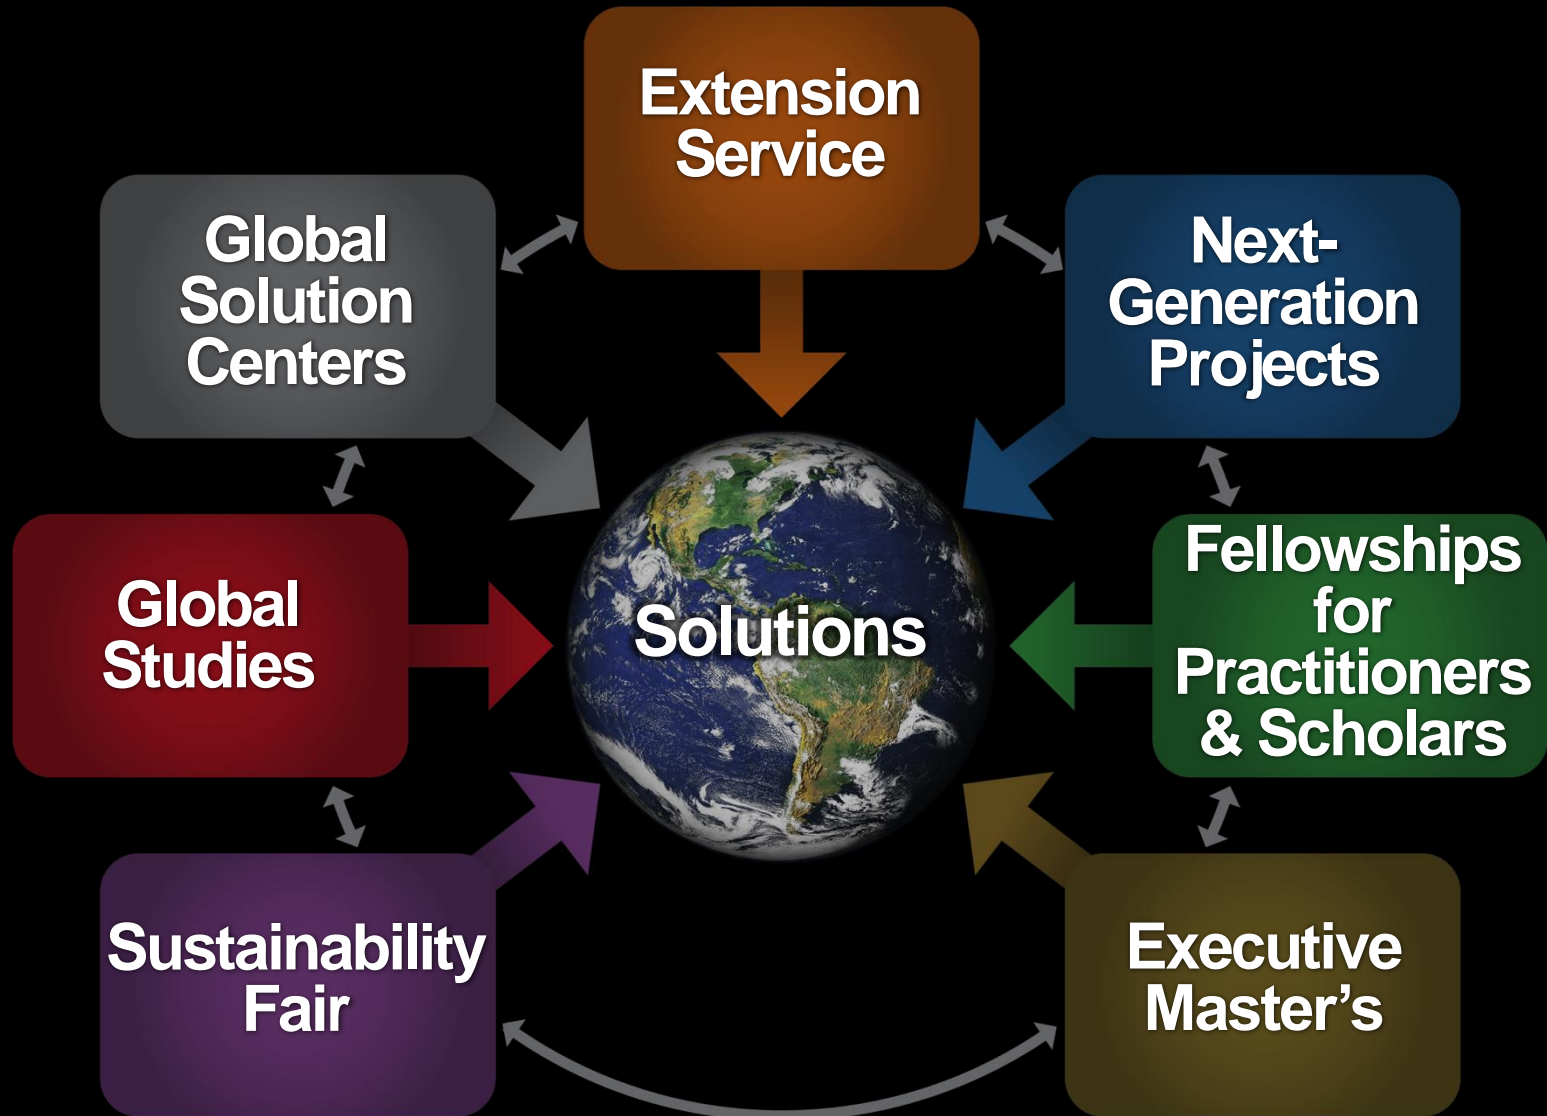 Extension
Service
Global
Solution
Centers
Next-
Generation
Projects
Global
Studies
Solutions
Fellowships
for
Practitioners
& Scholars
Sustainability
Fair
Executive
Master’s